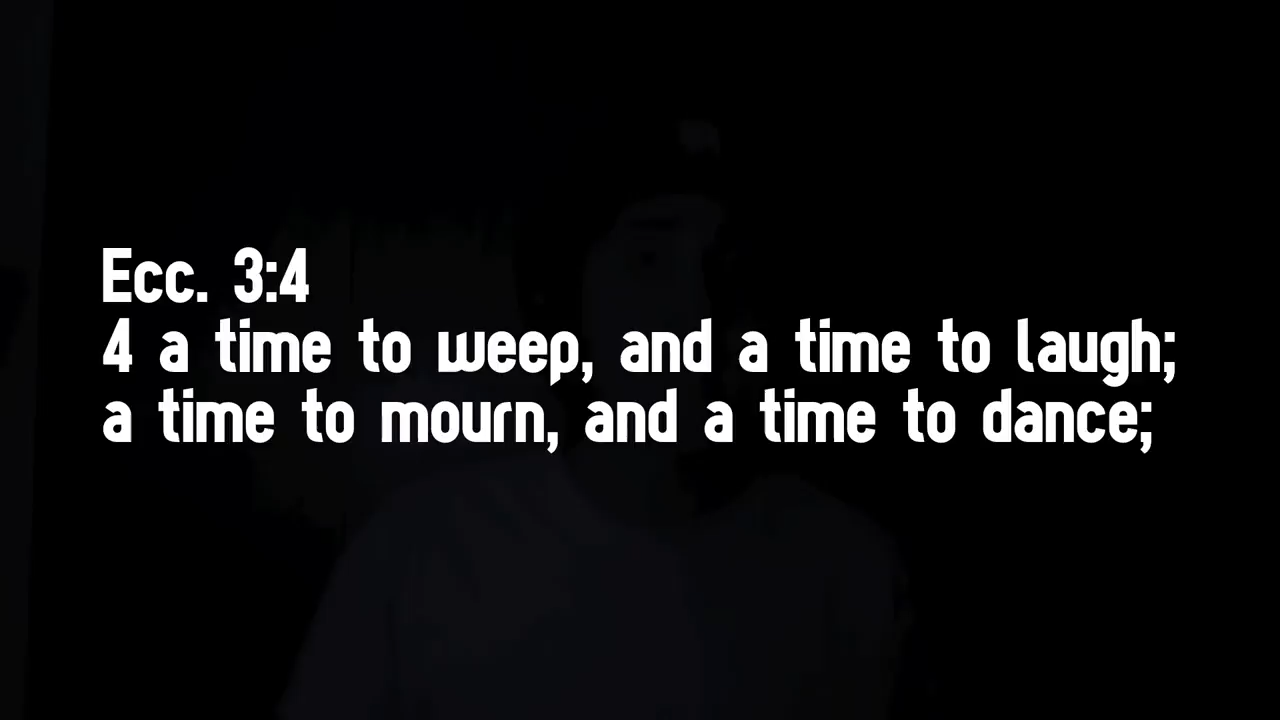 Ecc. 3:4
4 a time to weep, and a time to laugh;
a time to mourn, and a time to dance;